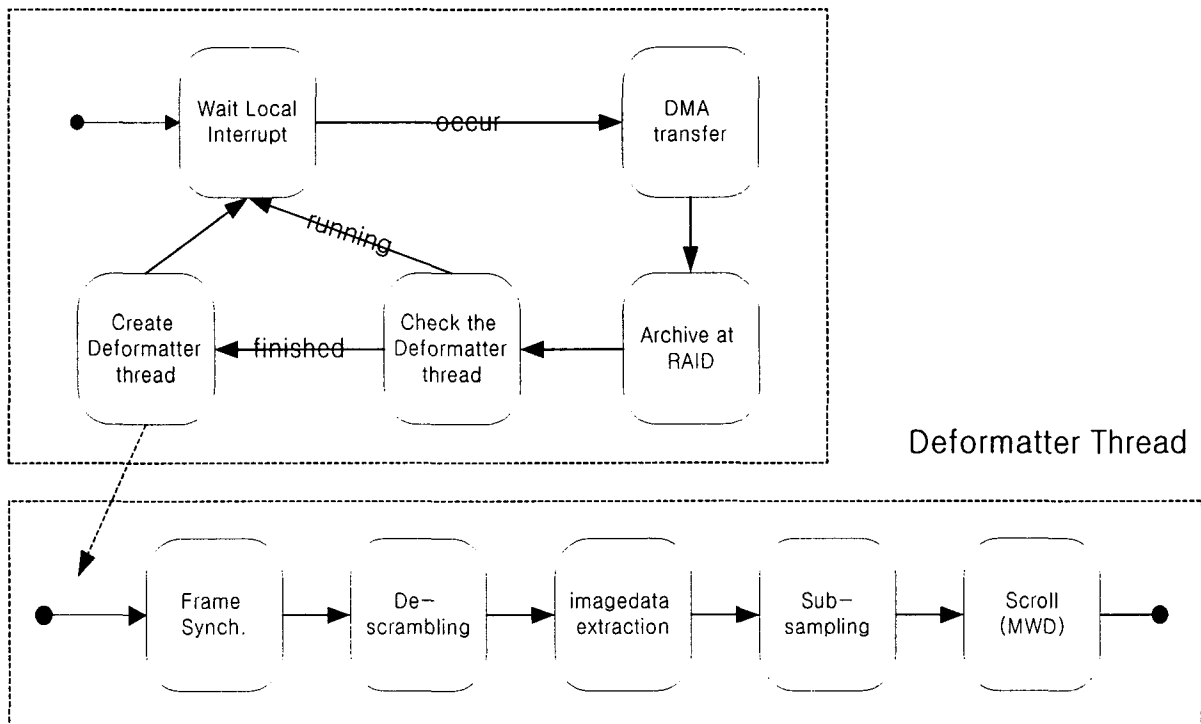 Wait Local
Interrupt
occur
DMA
transfer
running
Create
Deformatter
thread
finished
Check the
Deformatter
thread
Archive at
RAID
Deformatter Thread
Frame
Synch.
De-
scrambling
imagedata
extraction
Sub-
sampling
Scroll
(MWD)